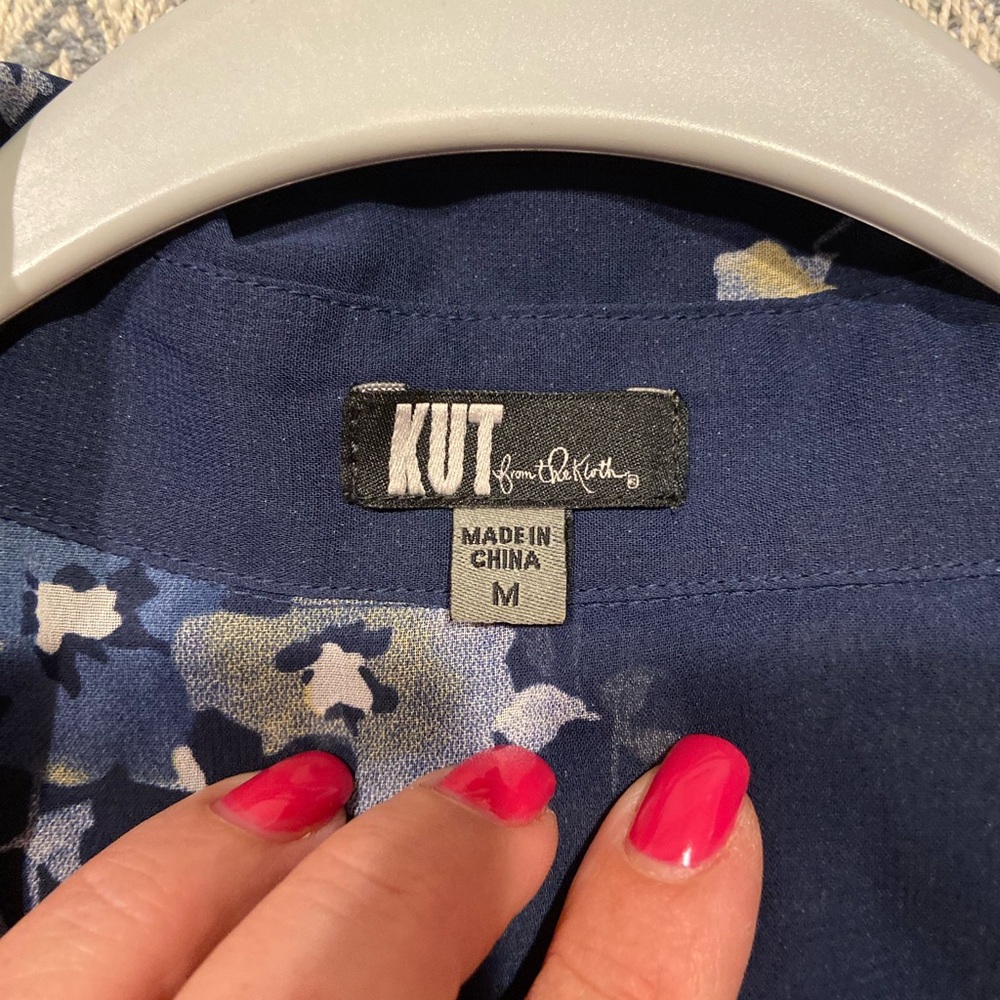 KUT from the Kloth®
MADE IN
CHINA
M